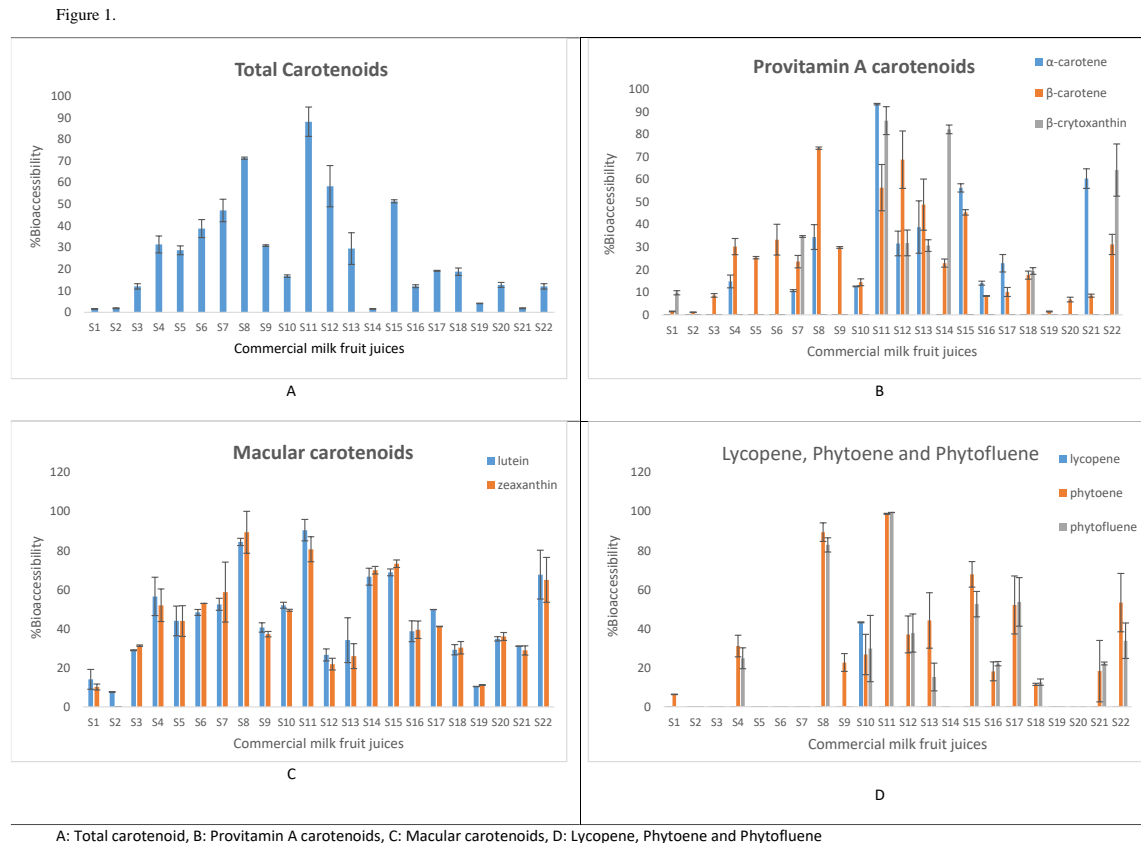 Figure 1.
Total Carotenoids
%Bioaccessibility
100
90
80
70
60
50
40
30
20
10
0
S1 S2 S3 S4 S5 S6 S7 S8 S9 S10 S11 S12 S13 S14 S15 S16 S17 S18 S19 S20 S21 S22
Commercial milk fruit juices
A
Provitamin A carotenoids
α-carotene
β-carotene
β-crytoxanthin
%Bioaccessibility
100
90
80
70
60
50
40
30
20
10
0
S1 S2 S3 S4 S5 S6 S7 S8 S9 S10 S11 S12 S13 S14 S15 S16 S17 S18 S19 S20 S21 S22
Commercial milk fruit juices
B
Macular carotenoids
lutein
zeaxanthin
%Bioaccessibility
120
100
80
60
40
20
0
S1 S2 S3 S4 S5 S6 S7 S8 S9 S10 S11 S12 S13 S14 S15 S16 S17 S18 S19 S20 S21 S22
Commercial milk fruit juices
C
Lycopene, Phytoene and Phytofluene
lycopene
phytoene
phytofluene
%Bioaccessibility
120
100
80
60
40
20
0
S1 S2 S3 S4 S5 S6 S7 S8 S9 S10 S11 S12 S13 S14 S15 S16 S17 S18 S19 S20 S21 S22
Commercial milk fruit juices
D
A: Total carotenoid, B: Provitamin A carotenoids, C: Macular carotenoids, D: Lycopene, Phytoene and Phytofluene